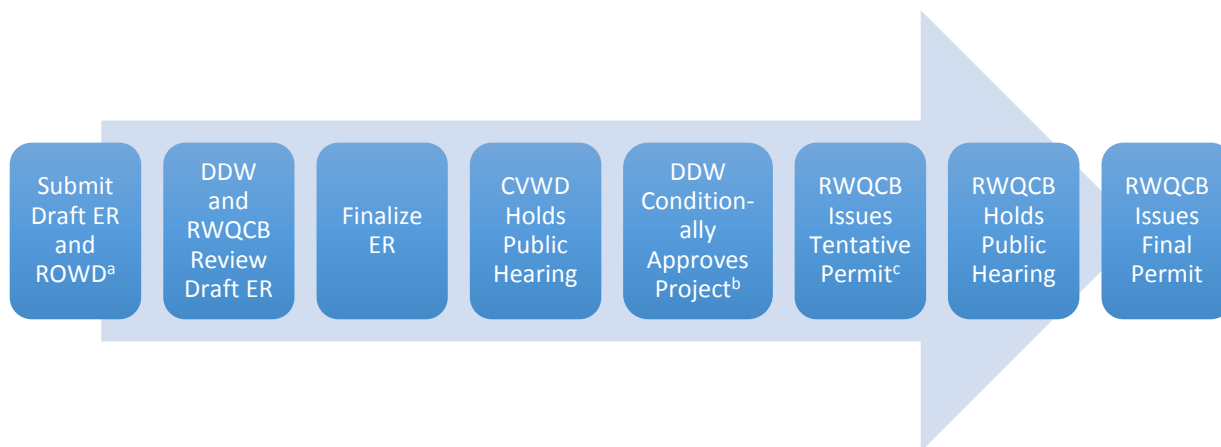 Submit
Draft ER
and
ROWDᵃ
DDW
and
RWQCB
Review
Draft ER
Finalize
ER
CVWD
Holds
Public
Hearing
DDW
Condition-
ally
Approves
Projectᵇ
RWQCB
Issues
Tentative
Permitᶜ
RWQCB
Holds
Public
Hearing
RWQCB
Issues
Final
Permit